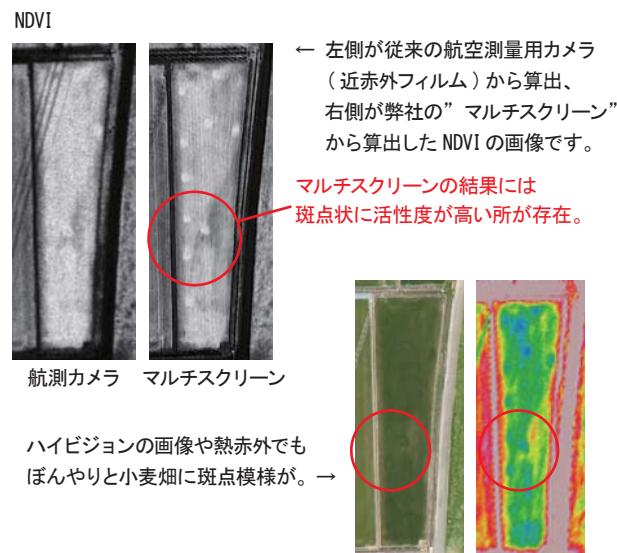 NDVI
← 左側が従来の航空測量用カメラ
( 近赤外フィルム ) から算出、
右側が弊社の” マルチスクリーン”
から算出した NDVI の画像です。
マルチスクリーンの結果には
斑点状に活性度が高い所が存在。
航測カメラ マルチスクリーン
ハイビジョンの画像や熱赤外でも
ぼんやりと小麦畑に斑点模様が。→